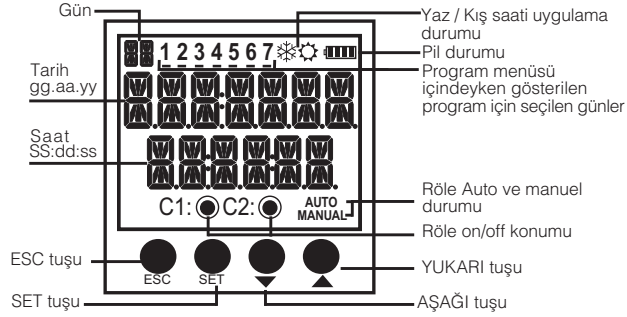 Gün
Yaz / Kış saati uygulama
durumu
1 2 3 4 5 6 7
Pil durumu
Tarih
gg.aa.yy
Program menüsü
içindeyken gösterilen
program için seçilen günler
Saat
SS:dd:ss
C1: C2:
AUTO
MANUAL
Röle Auto ve manuel
durumu
Röle on/off konumu
ESC tuşu
ESC
SET
YUKARI tuşu
SET tuşu
AŞAĞI tuşu